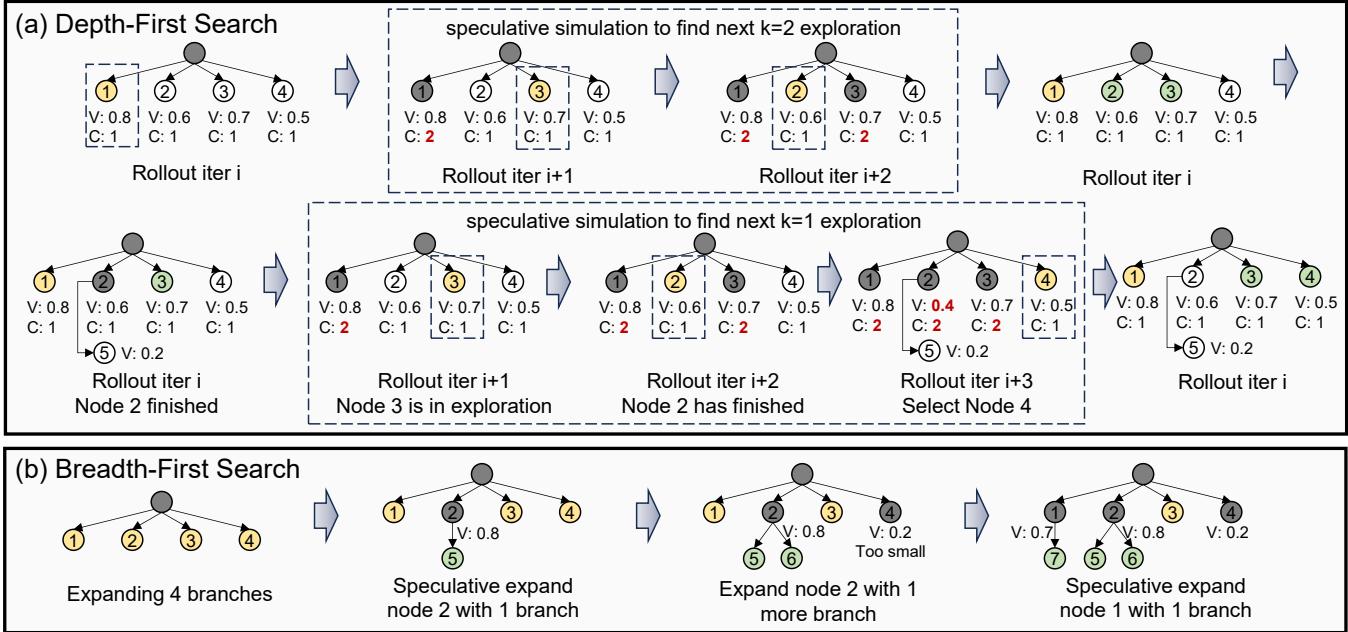 (a) Depth-First Search
speculative simulation to find next k=2 exploration
1 2 3 4
V: 0.8 V: 0.6 V: 0.7 V: 0.5
C: 1 C: 1 C: 1 C: 1
Rollout iter i
1 2 3 4
V: 0.8 V: 0.6 V: 0.7 V: 0.5
C: 2 C: 1 C: 1 C: 1
Rollout iter i+1
1 2 3 4
V: 0.8 V: 0.6 V: 0.7 V: 0.5
C: 2 C: 1 C: 2 C: 1
Rollout iter i+2
1 2 3 4
V: 0.8 V: 0.6 V: 0.7 V: 0.5
C: 1 C: 1 C: 1 C: 1
Rollout iter i
speculative simulation to find next k=1 exploration
1 2 3 4
V: 0.8 V: 0.6 V: 0.7 V: 0.5
C: 1 C: 1 C: 1 C: 1
5 V: 0.2
Rollout iter i
Node 2 finished
1 2 3 4
V: 0.8 V: 0.6 V: 0.7 V: 0.5
C: 2 C: 1 C: 1 C: 1
Rollout iter i+1
Node 3 is in exploration
1 2 3 4
V: 0.8 V: 0.6 V: 0.7 V: 0.5
C: 2 C: 1 C: 2 C: 1
Rollout iter i+2
Node 2 has finished
1 2 3 4
V: 0.8 V: 0.4 V: 0.7 V: 0.5
C: 2 C: 2 C: 2 C: 1
5 V: 0.2
Rollout iter i+3
Select Node 4
1 2 3 4
V: 0.8 V: 0.6 V: 0.7 V: 0.5
C: 1 C: 1 C: 1 C: 1
5 V: 0.2
Rollout iter i
(b) Breadth-First Search
1 2 3 4
Expanding 4 branches
1 2 3 4
V: 0.8
5
Speculative expand
node 2 with 1 branch
1 2 3 4
V: 0.8 V: 0.2
Too small
5 6
Expand node 2 with 1
more branch
1 2 3 4
V: 0.7 V: 0.8 V: 0.2
7 5 6
Speculative expand
node 1 with 1 branch